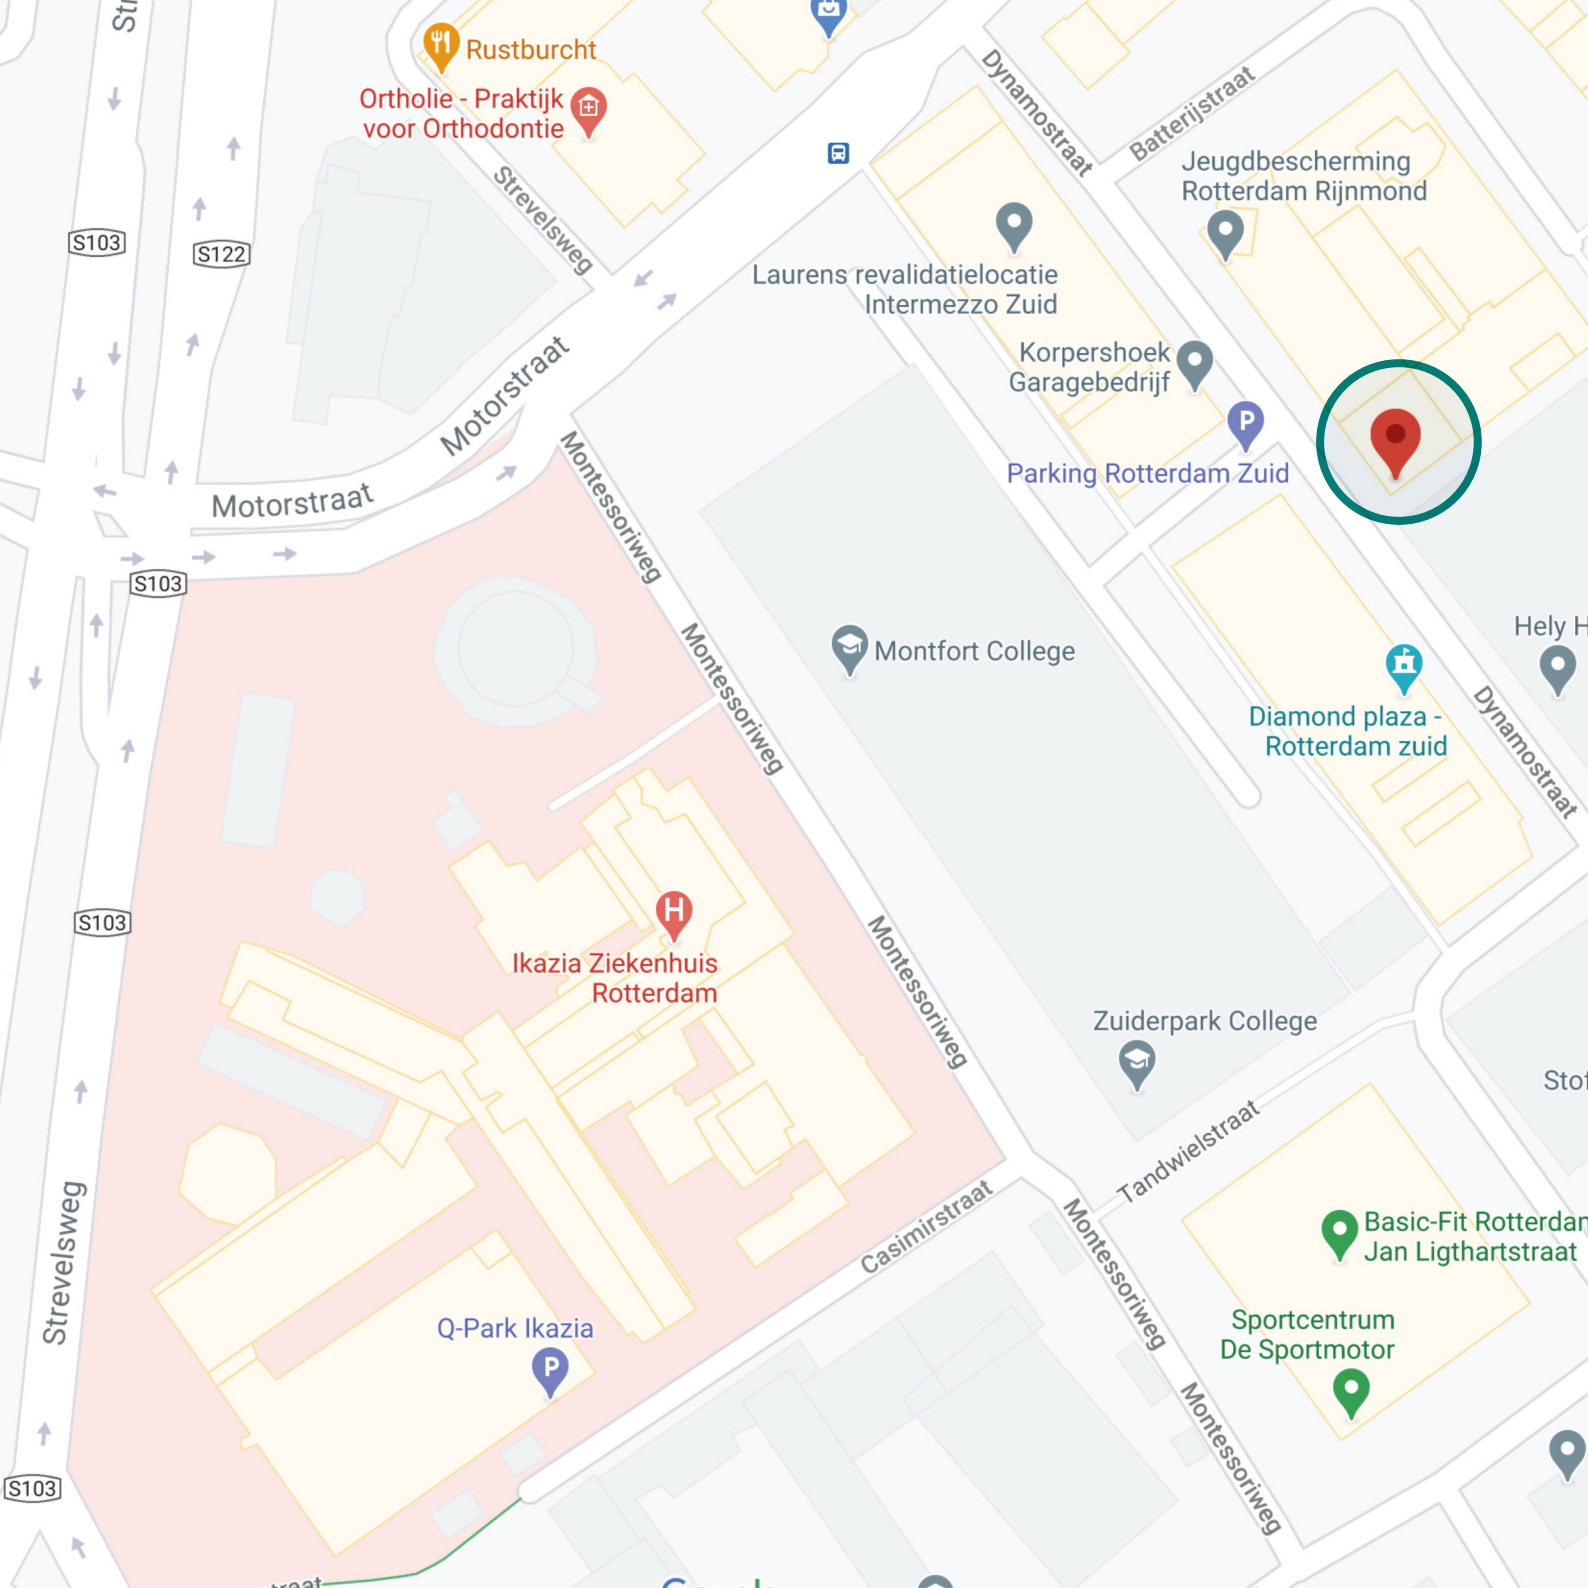 Rustburcht
Ortholie - Praktijk
voor Orthodontie
Strevelsweg
Dynamostraat
Batterijstraat
Jeugdbescherming
Rotterdam Rijnmond
S103
S122
Laurens revalidatielocatie
Intermezzo Zuid
Korpershoek
Garagebedrijf
P
Parking Rotterdam Zuid
Motorstraat
Motorstraat
Montessoriweg
S103
Montfort College
Montessoriweg
Hely H
Diamond plaza -
Rotterdam zuid
Dynamostraat
S103
H
Ikazia Ziekenhuis
Rotterdam
Montessoriweg
Zuiderpark College
Tandwielstraat
Strevelsweg
Casimirstraat
Montessoriweg
Basic-Fit Rotterdam
Jan Ligthartstraat
Q-Park Ikazia
P
Sportcentrum
De Sportmotor
Montessoriweg
S103